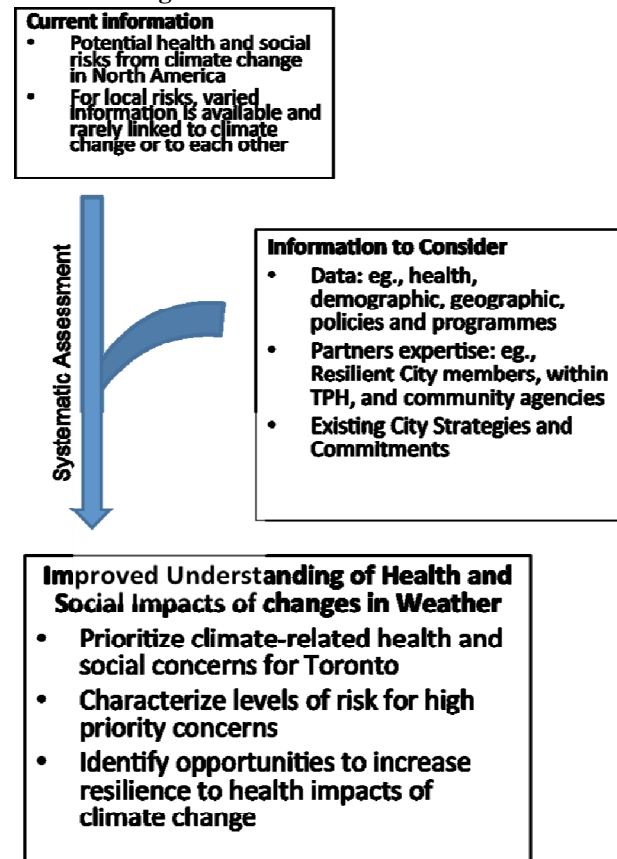 Current information
• Potential health and social
risks from climate change
in North America
• For local risks, varied
information is available and
rarely linked to climate
change or to each other
Systematic Assessment
Information to Consider
• Data: eg., health,
demographic, geographic,
policies and programmes
• Partners expertise: eg.,
Resilient City members, within
TPH, and community agencies
• Existing City Strategies and
Commitments
Improved Understanding of Health and
Social Impacts of changes in Weather
• Prioritize climate-related health and
social concerns for Toronto
• Characterize levels of risk for high
priority concerns
• Identify opportunities to increase
resilience to health impacts of
climate change